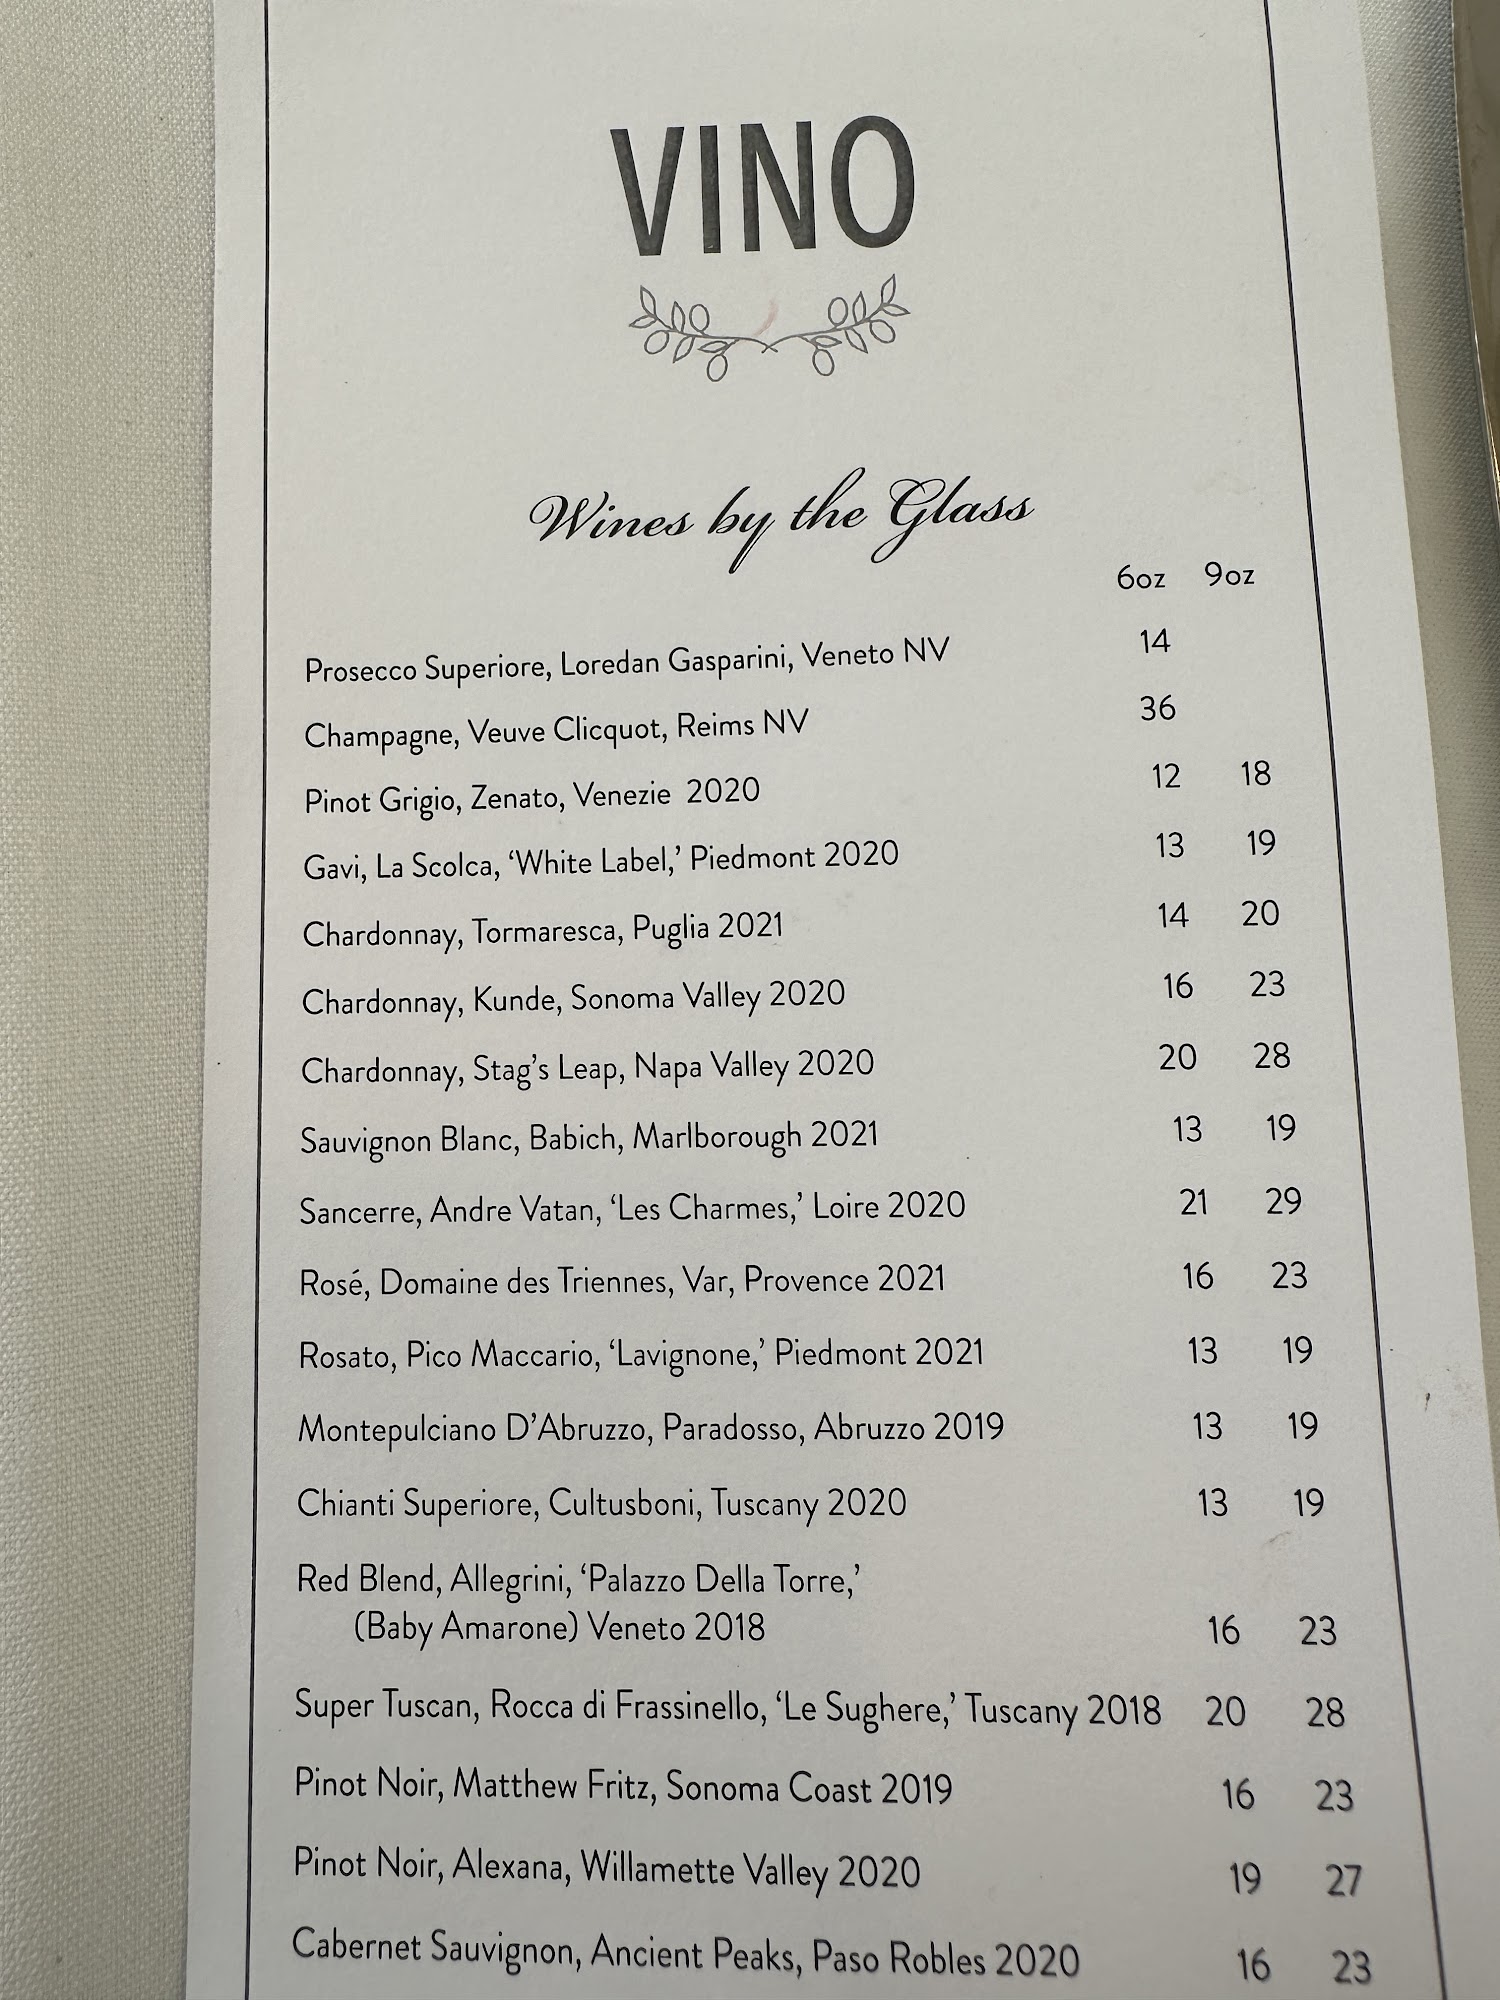 VINO
Wines by the Glass
6oz 9oz
Prosecco Superiore, Loredan Gasparini, Veneto NV 14
Champagne, Veuve Clicquot, Reims NV 36
Pinot Grigio, Zenato, Venezie 2020 12 18
Gavi, La Scolca, ‘White Label,’ Piedmont 2020 13 19
Chardonnay, Tormaresca, Puglia 2021 14 20
Chardonnay, Kunde, Sonoma Valley 2020 16 23
Chardonnay, Stag’s Leap, Napa Valley 2020 20 28
Sauvignon Blanc, Babich, Marlborough 2021 13 19
Sancerre, Andre Vatan, ‘Les Charmes,’ Loire 2020 21 29
Rosé, Domaine des Triennes, Var, Provence 2021 16 23
Rosato, Pico Maccario, ‘Lavignone,’ Piedmont 2021 13 19
Montepulciano D’Abruzzo, Paradosso, Abruzzo 2019 13 19
Chianti Superiore, Cultusboni, Tuscany 2020 13 19
Red Blend, Allegrini, ‘Palazzo Della Torre,’
(Baby Amarone) Veneto 2018 16 23
Super Tuscan, Rocca di Frassinello, ‘Le Sughere,’ Tuscany 2018 20 28
Pinot Noir, Matthew Fritz, Sonoma Coast 2019 16 23
Pinot Noir, Alexana, Willamette Valley 2020 19 27
Cabernet Sauvignon, Ancient Peaks, Paso Robles 2020 16 23